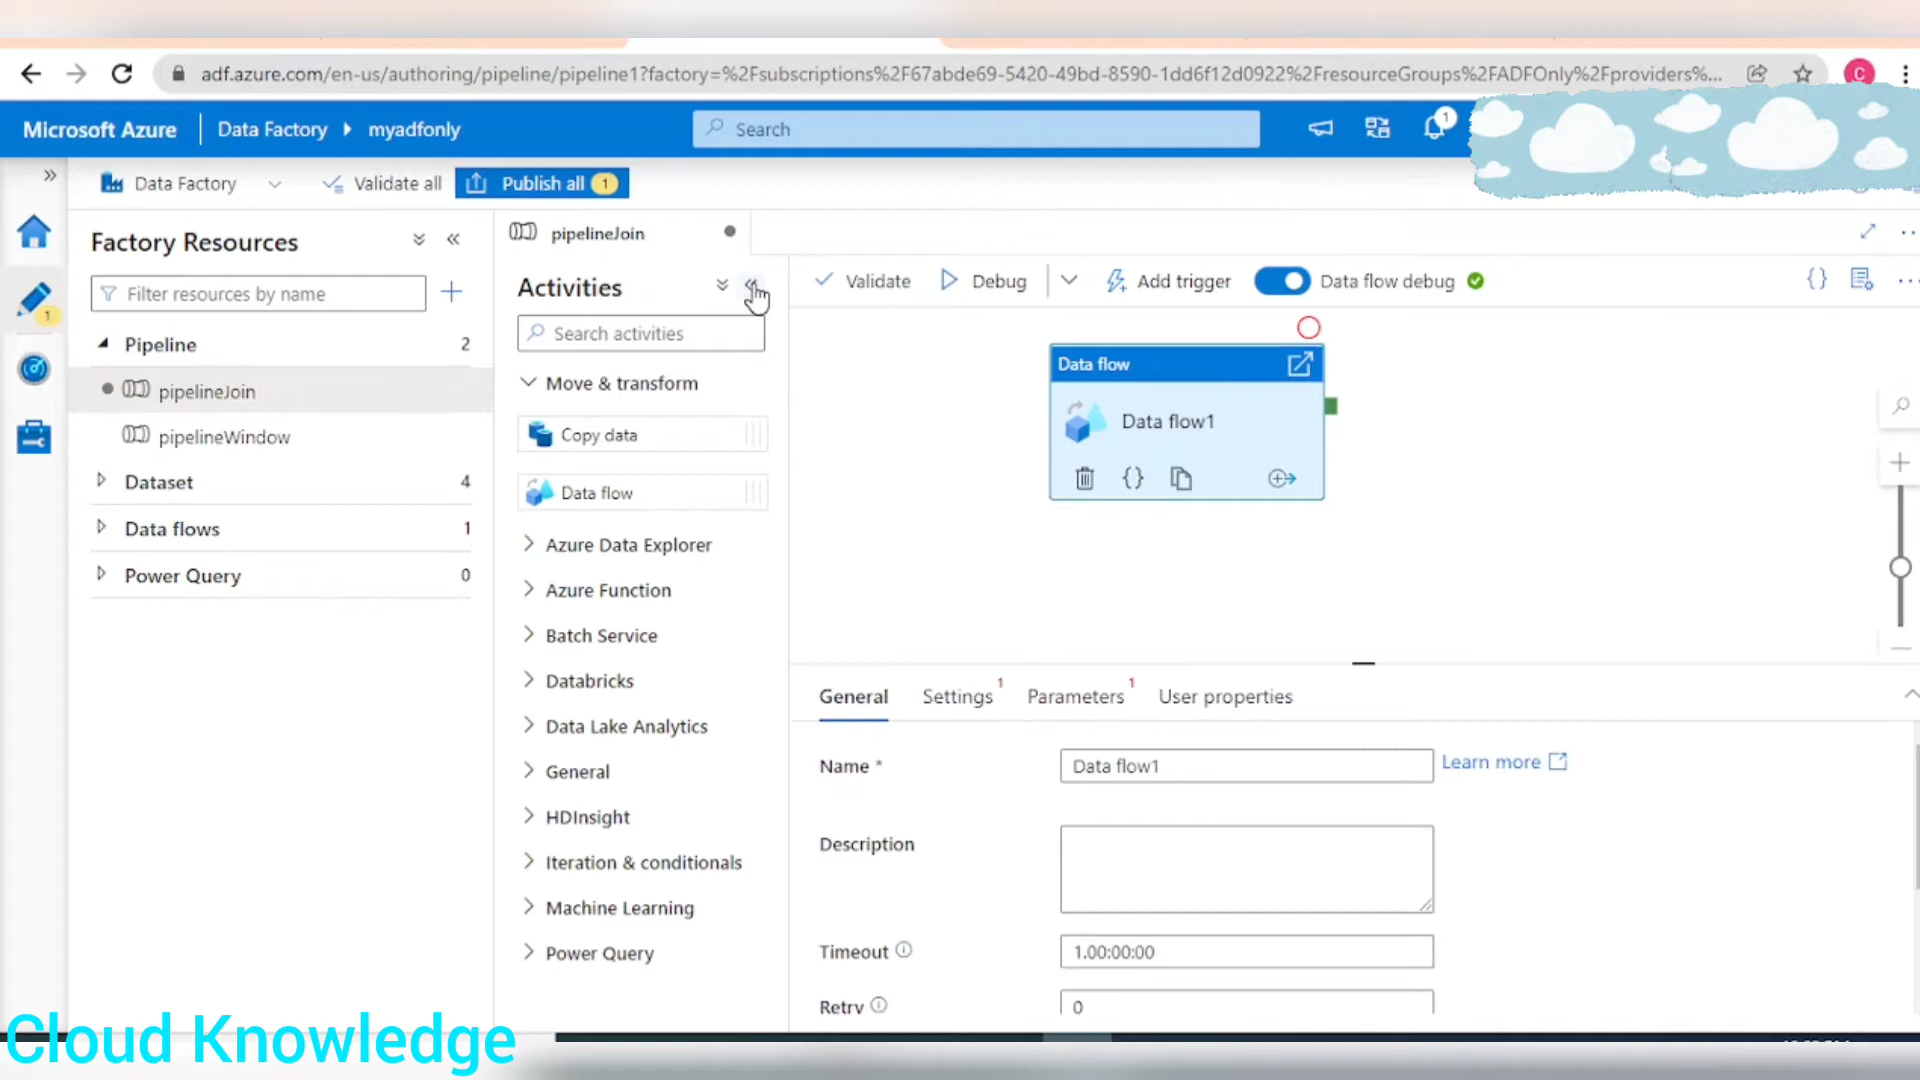 adf.azure.com/en-us/authoring/pipeline/pipeline1?factory=%2Fsubscriptions%2F67abde69-5420-49bd-8590-1dd6f12d0922%2FresourceGroups%2FADFOnly%2Fproviders%...
C
Microsoft Azure
Data Factory
myadfonly
Search
1
Data Factory
Validate all
Publish all 1
Factory Resources
Filter resources by name
1
Pipeline 2
pipelineJoin
pipelineWindow
Dataset 4
Data flows 1
Power Query 0
pipelineJoin
Activities
Search activities
Move & transform
Copy data
Data flow
Azure Data Explorer
Azure Function
Batch Service
Databricks
Data Lake Analytics
General
HDInsight
Iteration & conditionals
Machine Learning
Power Query
Validate
Debug
Add trigger
Data flow debug
Data flow
Data flow1
General
Settings 1
Parameters 1
User properties
Name *
Data flow1
Learn more
Description
Timeout
1.00:00:00
Retry
0
Cloud Knowledge